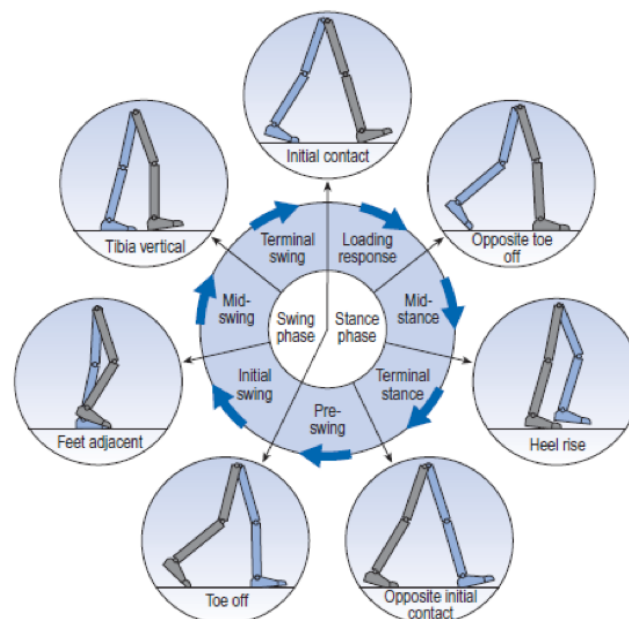 Initial contact
Opposite toe
off
Heel rise
Opposite initial
contact
Toe off
Feet adjacent
Tibia vertical
Loading
response
Mid-
stance
Terminal
stance
Pre-
swing
Initial
swing
Mid-
swing
Terminal
swing
Swing
phase
Stance
phase